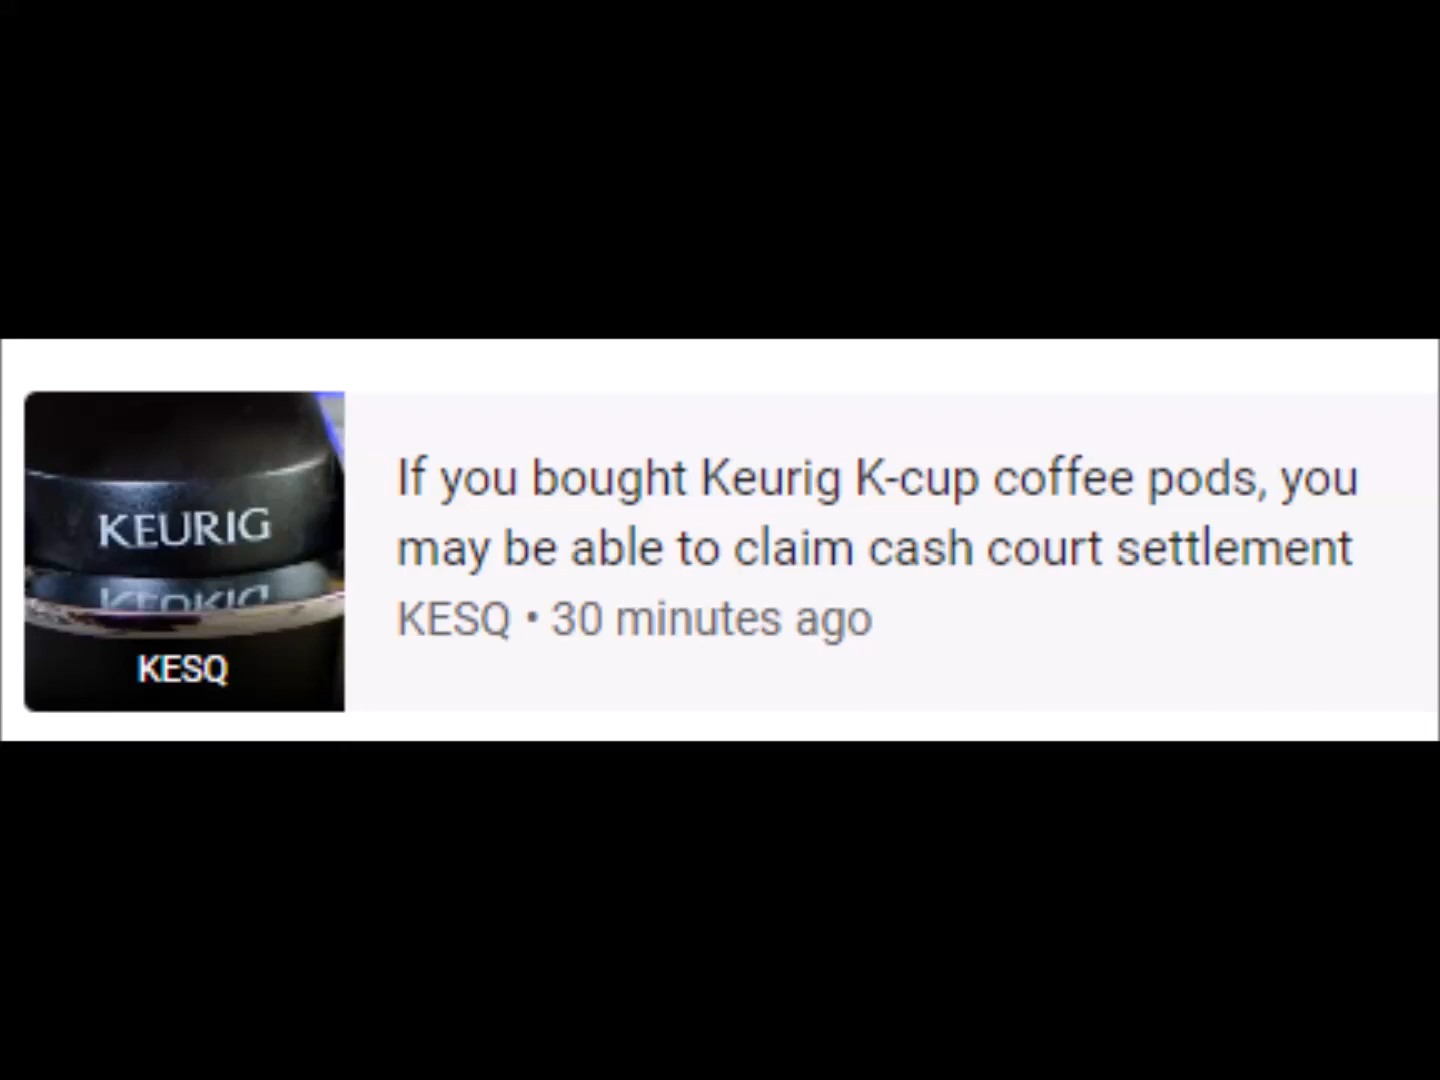 KEURIG
KESQ
If you bought Keurig K-cup coffee pods, you
may be able to claim cash court settlement
KESQ • 30 minutes ago